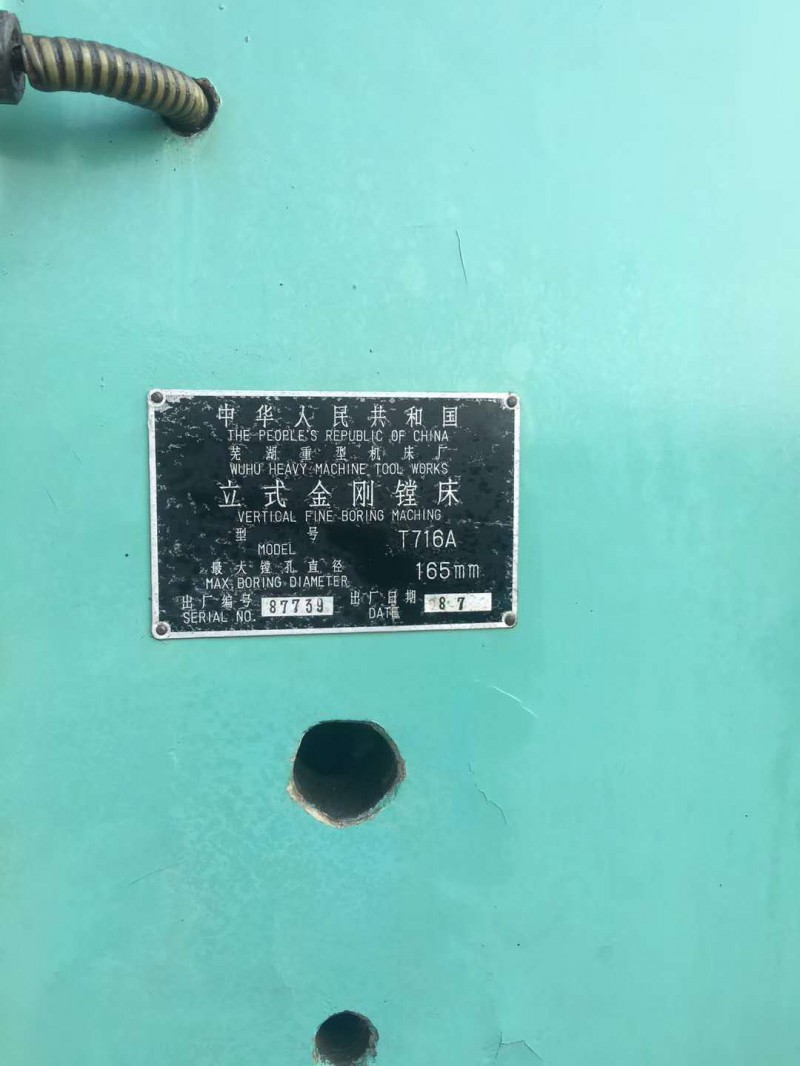 中华人民共和国
THE PEOPLE'S REPUBLIC OF CHINA
芜湖重型机床厂
WUHU HEAVY MACHINE TOOL WORKS
立式金刚镗床
VERTICAL FINE BORING MACHING
型号
MODEL T716A
最大镗孔直径
MAX. BORING DIAMETER 165mm
出厂编号 87739 出厂日期 8 7
SERIAL NO. DATE